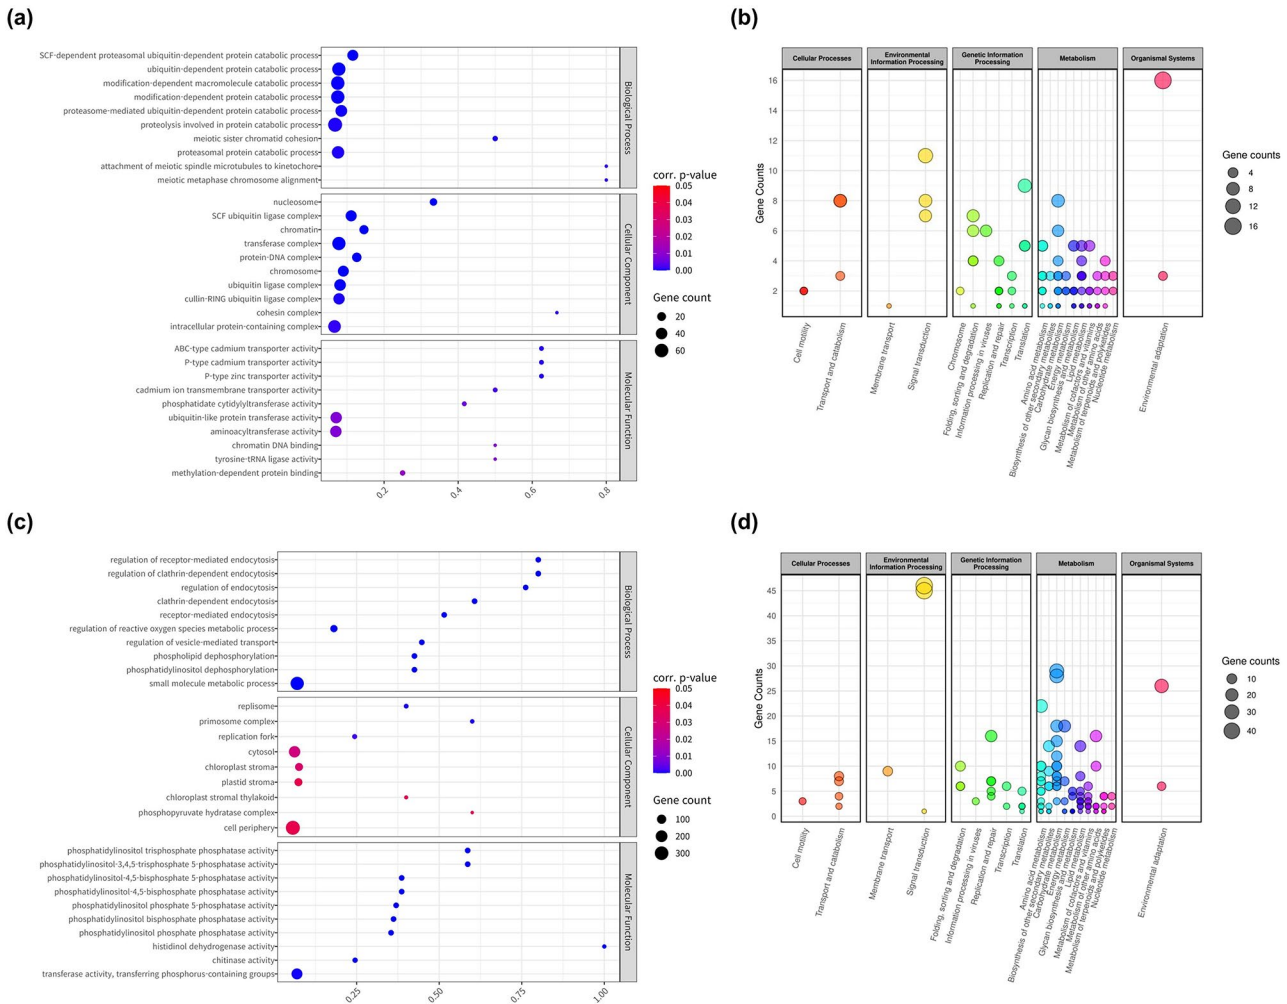 (a)
SCF-dependent proteasomal ubiquitin-dependent protein catabolic process
ubiquitin-dependent protein catabolic process
modification-dependent macromolecule catabolic process
modification-dependent protein catabolic process
proteasome-mediated ubiquitin-dependent protein catabolic process
proteolysis involved in protein catabolic process
meiotic sister chromatid cohesion
proteasomal protein catabolic process
attachment of meiotic spindle microtubules to kinetochore
meiotic metaphase chromosome alignment
Biological Process
nucleosome
SCF ubiquitin ligase complex
chromatin
transferase complex
protein-DNA complex
chromosome
ubiquitin ligase complex
cullin-RING ubiquitin ligase complex
cohesin complex
intracellular protein-containing complex
Cellular Component
ABC-type cadmium transporter activity
P-type cadmium transporter activity
P-type zinc transporter activity
cadmium ion transmembrane transporter activity
phosphatidate cytidylyltransferase activity
ubiquitin-like protein transferase activity
aminoacyltransferase activity
chromatin DNA binding
tyrosine-tRNA ligase activity
methylation-dependent protein binding
Molecular Function
0.2
0.4
0.6
0.8
corr. p-value
0.05
0.04
0.03
0.02
0.01
0.00
Gene count
20
40
60
(b)
Cellular Processes
Environmental
Information Processing
Genetic Information
Processing
Metabolism
Organismal Systems
Gene Counts
16
14
12
10
8
6
4
2
Cell motility
Transport and catabolism
Membrane transport
Signal transduction
Chromosome
Folding, sorting and degradation
Information processing in viruses
Replication and repair
Transcription
Translation
Amino acid metabolism
Biosynthesis of other secondary metabolites
Carbohydrate metabolism
Energy metabolism
Glycan biosynthesis and metabolism
Lipid metabolism
Metabolism of cofactors and vitamins
Metabolism of other amino acids
Metabolism of terpenoids and polyketides
Nucleotide metabolism
Environmental adaptation
Gene counts
4
8
12
16
(c)
regulation of receptor-mediated endocytosis
regulation of clathrin-dependent endocytosis
regulation of endocytosis
clathrin-dependent endocytosis
receptor-mediated endocytosis
regulation of reactive oxygen species metabolic process
regulation of vesicle-mediated transport
phospholipid dephosphorylation
phosphatidylinositol dephosphorylation
small molecule metabolic process
Biological Process
replisome
primosome complex
replication fork
cytosol
chloroplast stroma
plastid stroma
chloroplast stromal thylakoid
phosphopyruvate hydratase complex
cell periphery
Cellular Component
phosphatidylinositol trisphosphate phosphatase activity
phosphatidylinositol-3,4,5-trisphosphate 5-phosphatase activity
phosphatidylinositol-4,5-bisphosphate 5-phosphatase activity
phosphatidylinositol-4,5-bisphosphate phosphatase activity
phosphatidylinositol phosphate 5-phosphatase activity
phosphatidylinositol bisphosphate phosphatase activity
phosphatidylinositol phosphate phosphatase activity
histidinol dehydrogenase activity
chitinase activity
transferase activity, transferring phosphorus-containing groups
Molecular Function
0.25
0.50
0.75
1.00
corr. p-value
0.05
0.04
0.03
0.02
0.01
0.00
Gene count
100
200
300
(d)
Cellular Processes
Environmental
Information Processing
Genetic Information
Processing
Metabolism
Organismal Systems
Gene Counts
45
40
35
30
25
20
15
10
5
0
Cell motility
Transport and catabolism
Membrane transport
Signal transduction
Folding, sorting and degradation
Information processing in viruses
Replication and repair
Transcription
Translation
Amino acid metabolism
Biosynthesis of other secondary metabolites
Carbohydrate metabolism
Energy metabolism
Glycan biosynthesis and metabolism
Lipid metabolism
Metabolism of cofactors and vitamins
Metabolism of other amino acids
Metabolism of terpenoids and polyketides
Nucleotide metabolism
Environmental adaptation
Gene counts
10
20
30
40